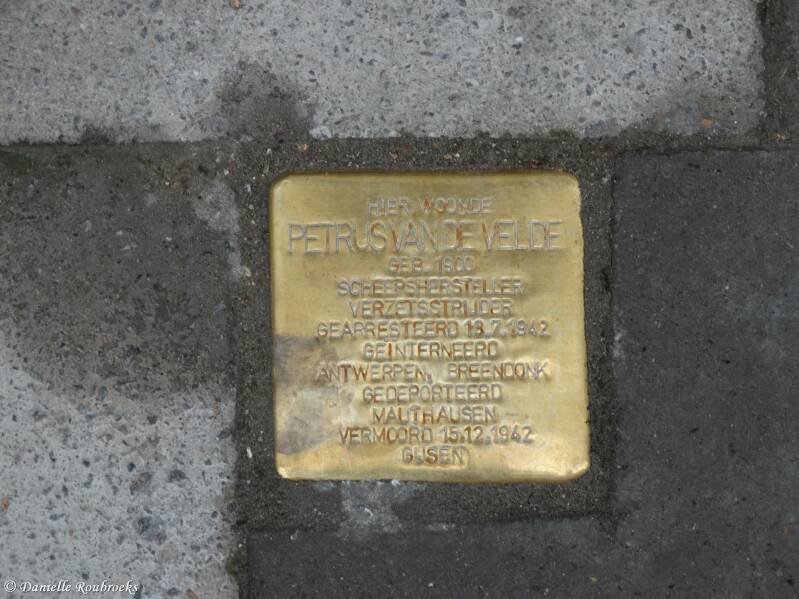 HIER WOONDE
PETRUS VAN DE VELDE
GEB. 1900
SCHEEPSHERSTELLER
VERZETSSTRIJDER
GEARRESTEERD 13.7.1942
GEÏNTERNEERD
ANTWERPEN, BREENDONK
GEDEPORTEERD
MAUTHAUSEN
VERMOORD 15.12.1942
GUSEN
© Danielle Roubroeks